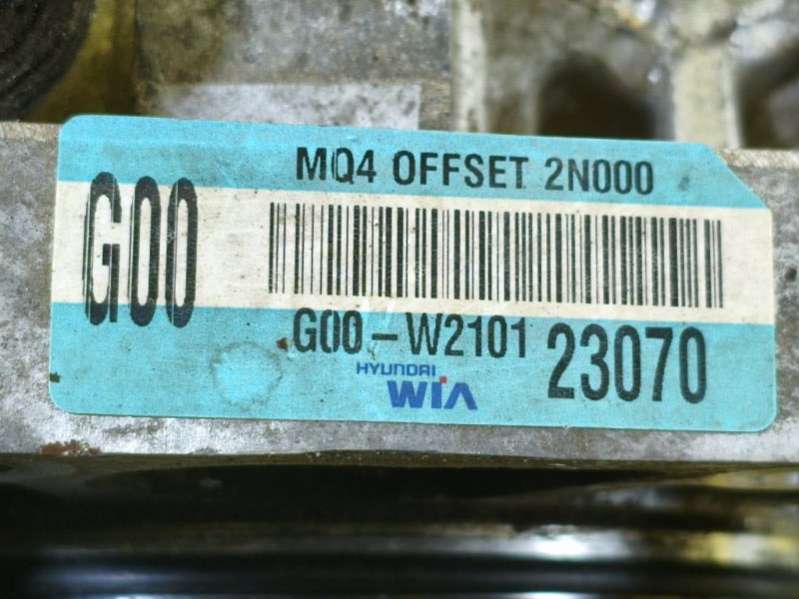 MQ4 OFFSET 2N000
G00
G00-W2101 23070
HYUNDAI
WIA